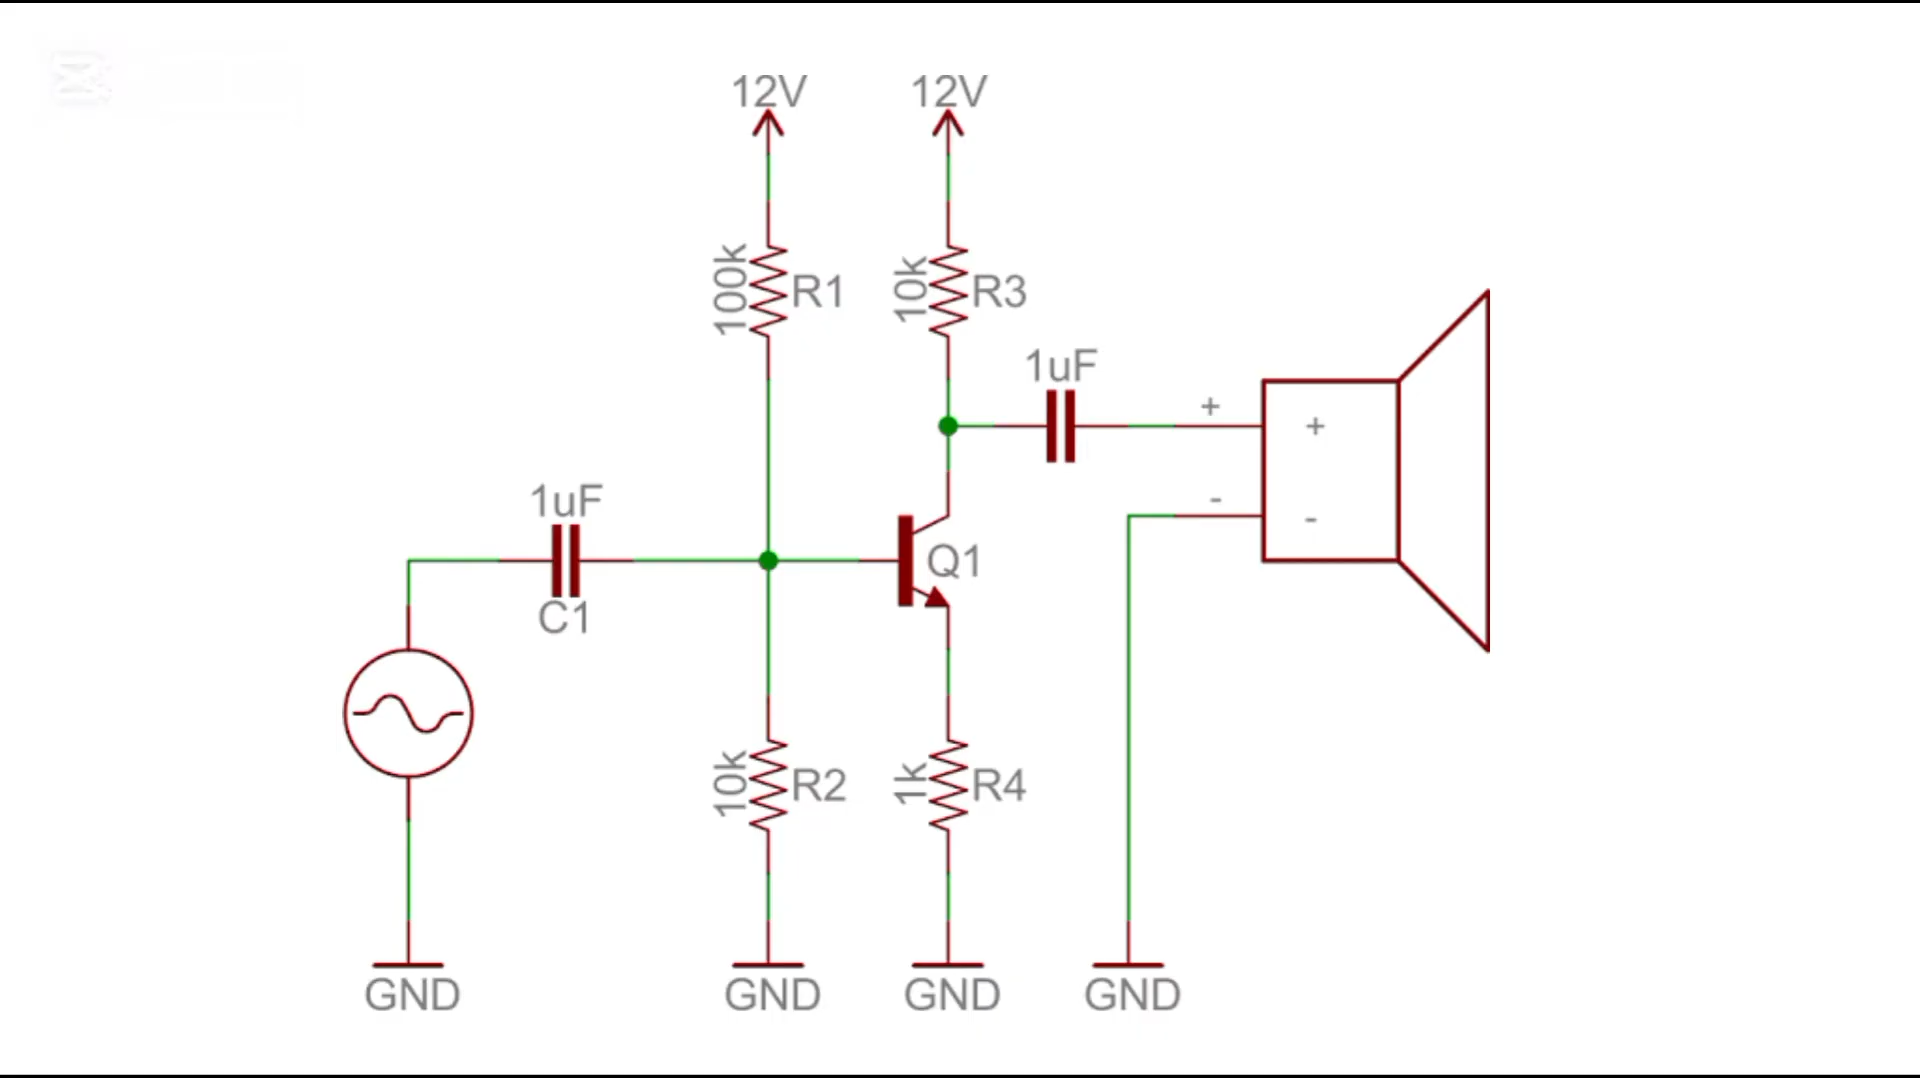 12V
12V
100k
R1
10k
R3
1uF
+
+
-
-
1uF
C1
Q1
10k
R2
1k
R4
GND
GND
GND
GND